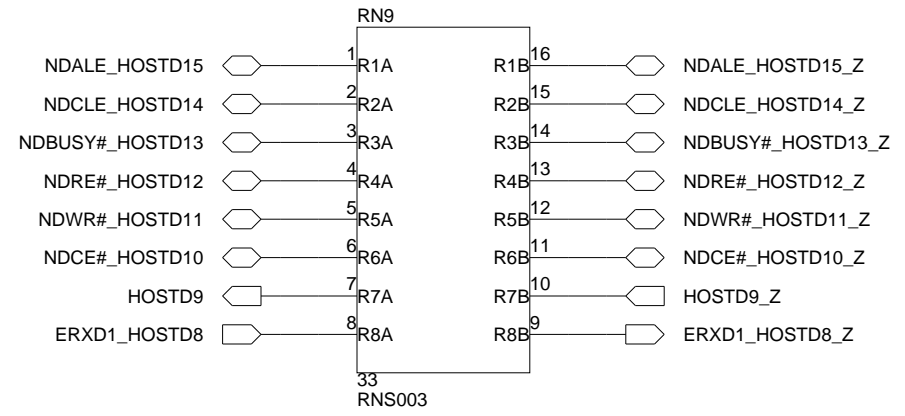 RN9
NDALE_HOSTD15 1 R1A R1B 16 NDALE_HOSTD15_Z
NDCLE_HOSTD14 2 R2A R2B 15 NDCLE_HOSTD14_Z
NDBUSY#_HOSTD13 3 R3A R3B 14 NDBUSY#_HOSTD13_Z
NDRE#_HOSTD12 4 R4A R4B 13 NDRE#_HOSTD12_Z
NDWR#_HOSTD11 5 R5A R5B 12 NDWR#_HOSTD11_Z
NDCE#_HOSTD10 6 R6A R6B 11 NDCE#_HOSTD10_Z
HOSTD9 7 R7A R7B 10 HOSTD9_Z
ERXD1_HOSTD8 8 R8A R8B 9 ERXD1_HOSTD8_Z
33
RNS003